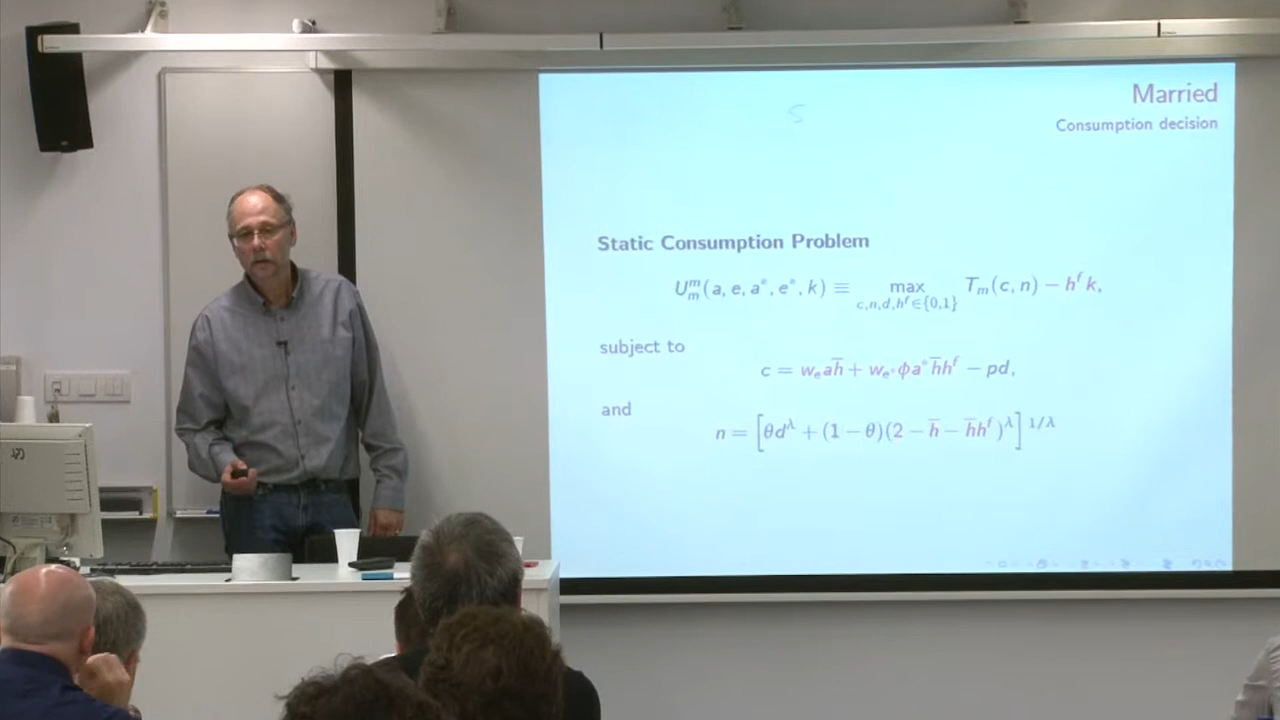 Married
Consumption decision
Static Consumption Problem
U_m^m(a, e, a*, e*, k) ≡ max_{c,n,d,h^f∈{0,1}} T_m(c, n) − h^f k,
subject to
c = w_e a h̅ + w_{e*} ϕ a* h̅ h^f − pd,
and
n = [θd^λ + (1 − θ)(2 − h̅ − h̅h^f)^λ]^{1/λ}